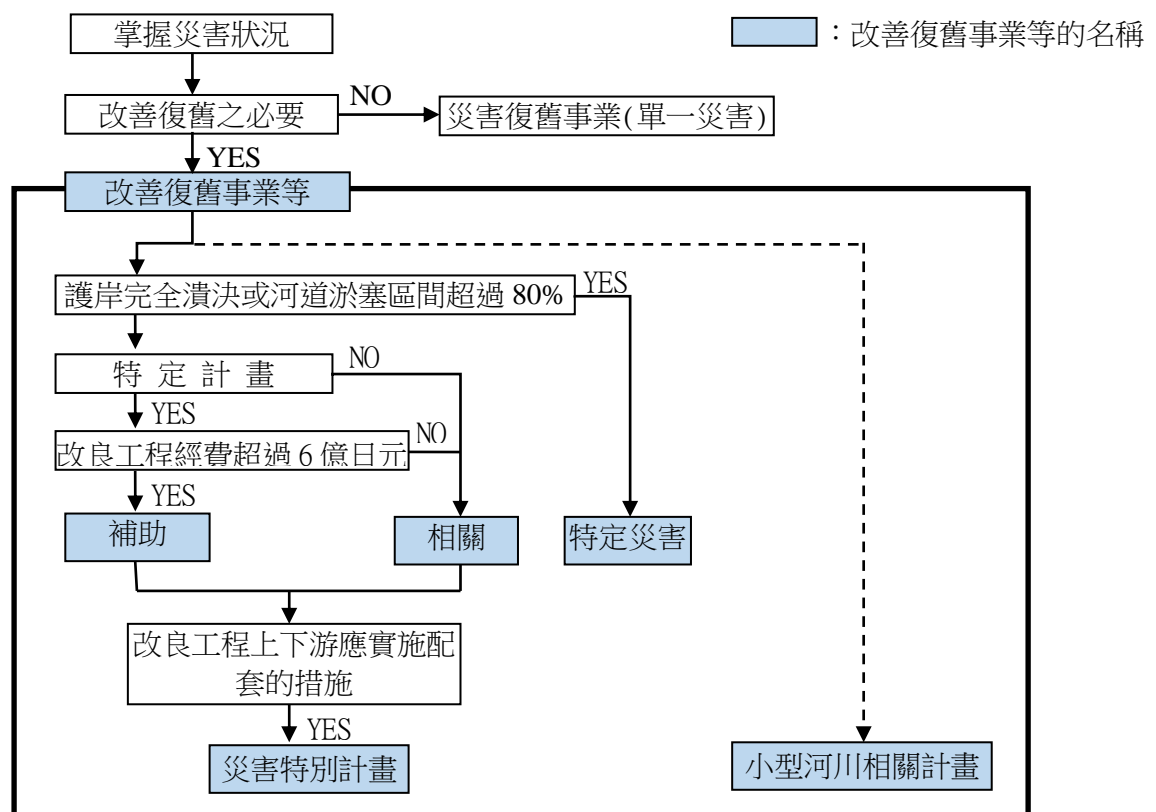 掌握災害狀況
：改善復舊事業等的名稱
改善復舊之必要
NO
災害復舊事業(單一災害)
YES
改善復舊事業等
護岸完全潰決或河道淤塞區間超過 80%
YES
特 定 計 畫
NO
YES
改良工程經費超過 6 億日元
NO
YES
補助
相關
特定災害
改良工程上下游應實施配
套的措施
YES
災害特別計畫
小型河川相關計畫